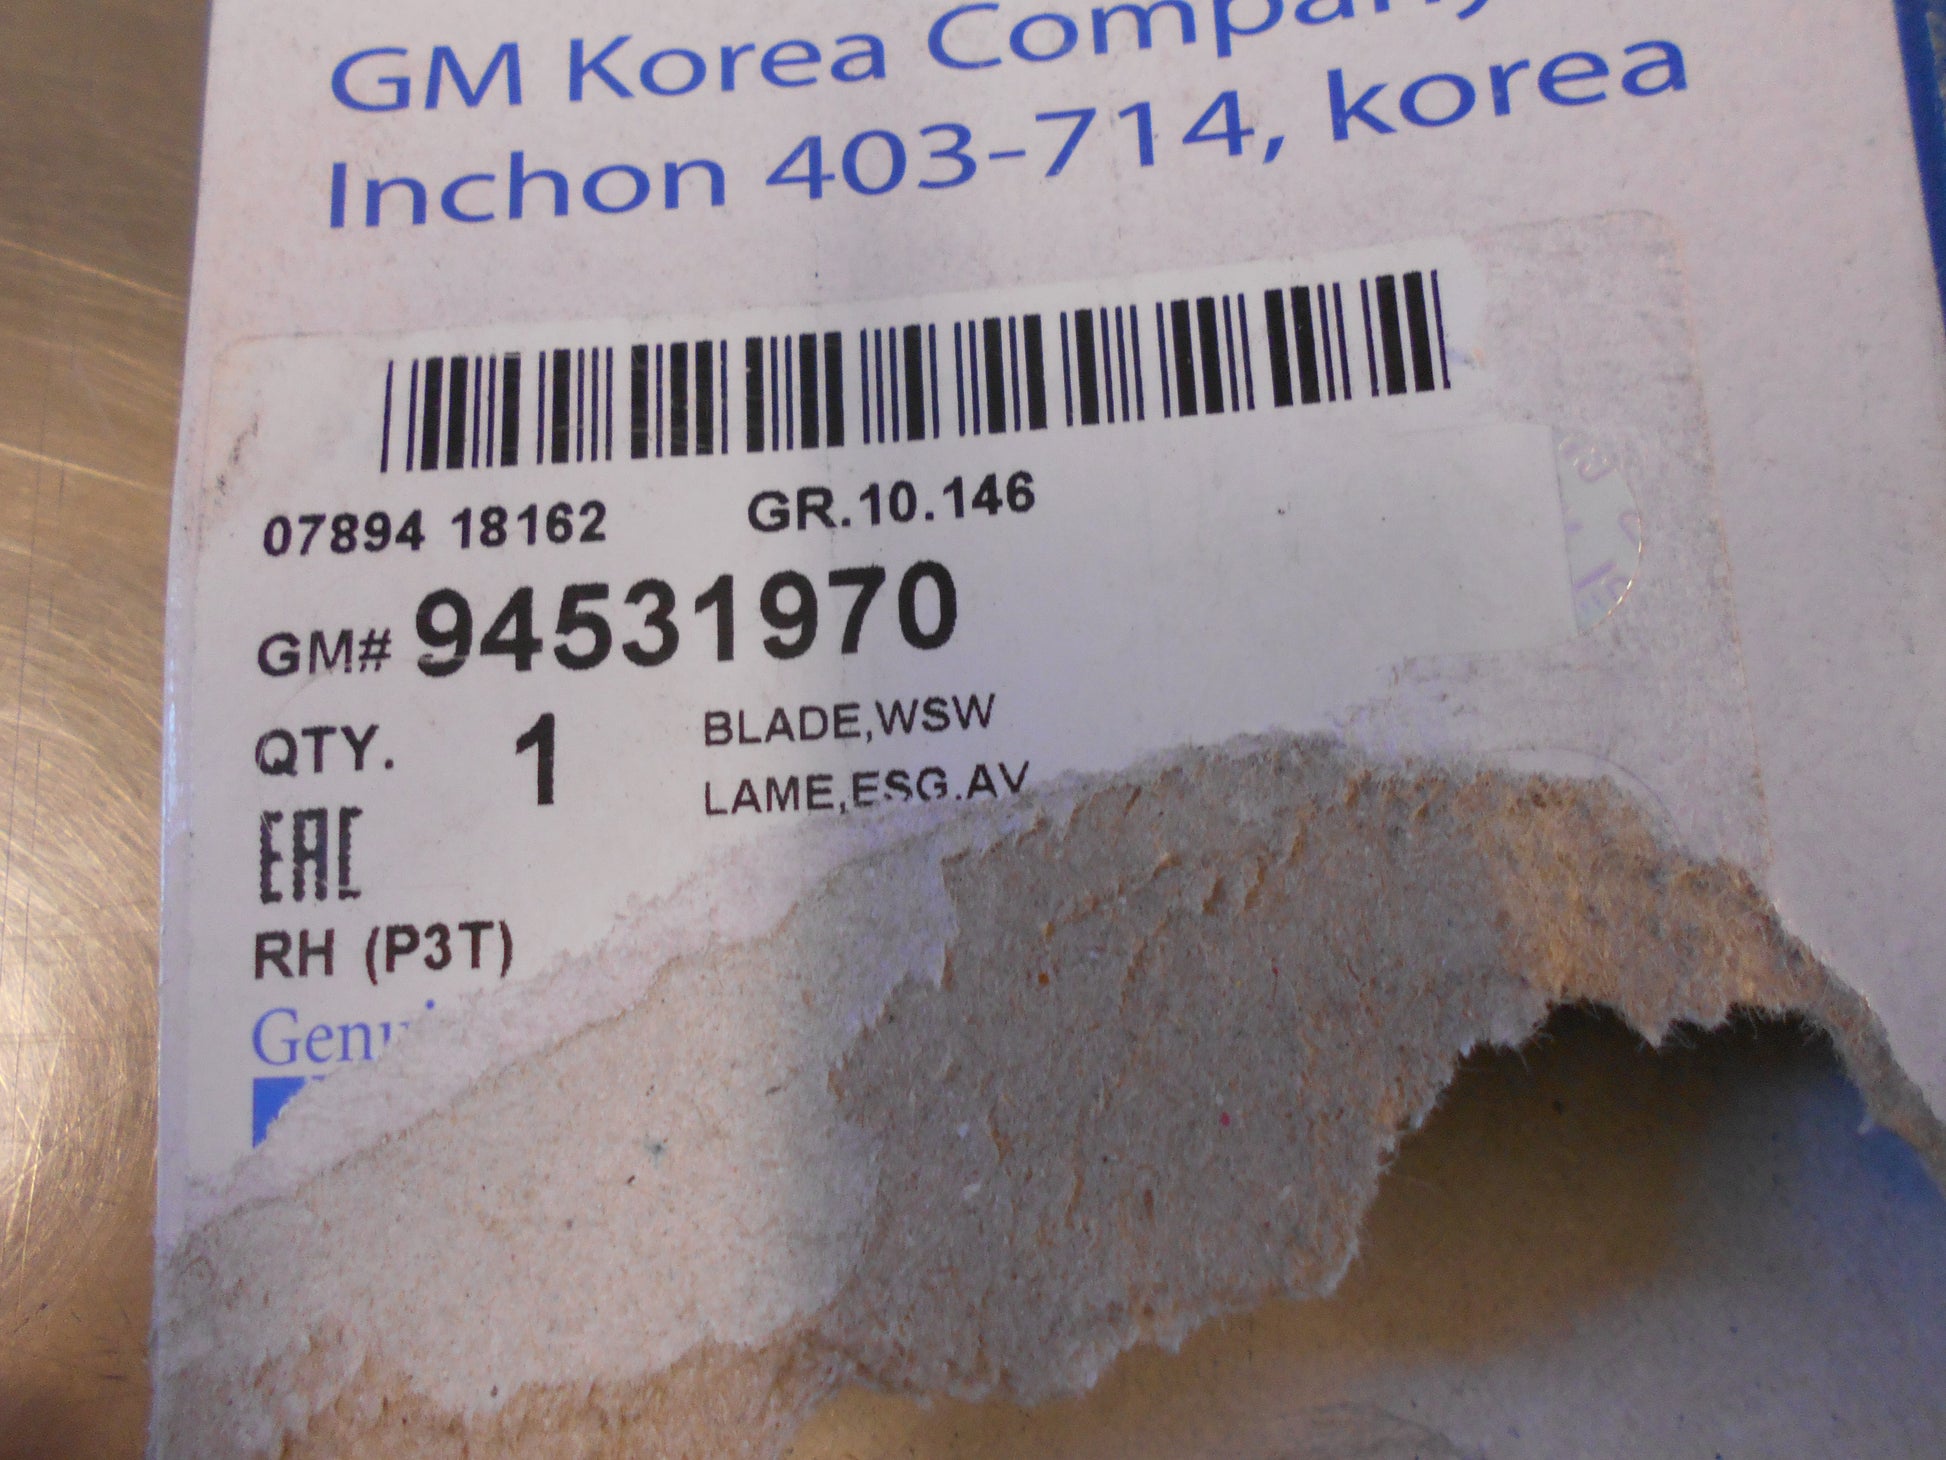 GM Korea Company
Inchon 403-714, korea
07894 18162 GR.10.146
GM# 94531970
QTY. 1 BLADE,WSW
LAME,ESG.AV
EAC
RH (P3T)